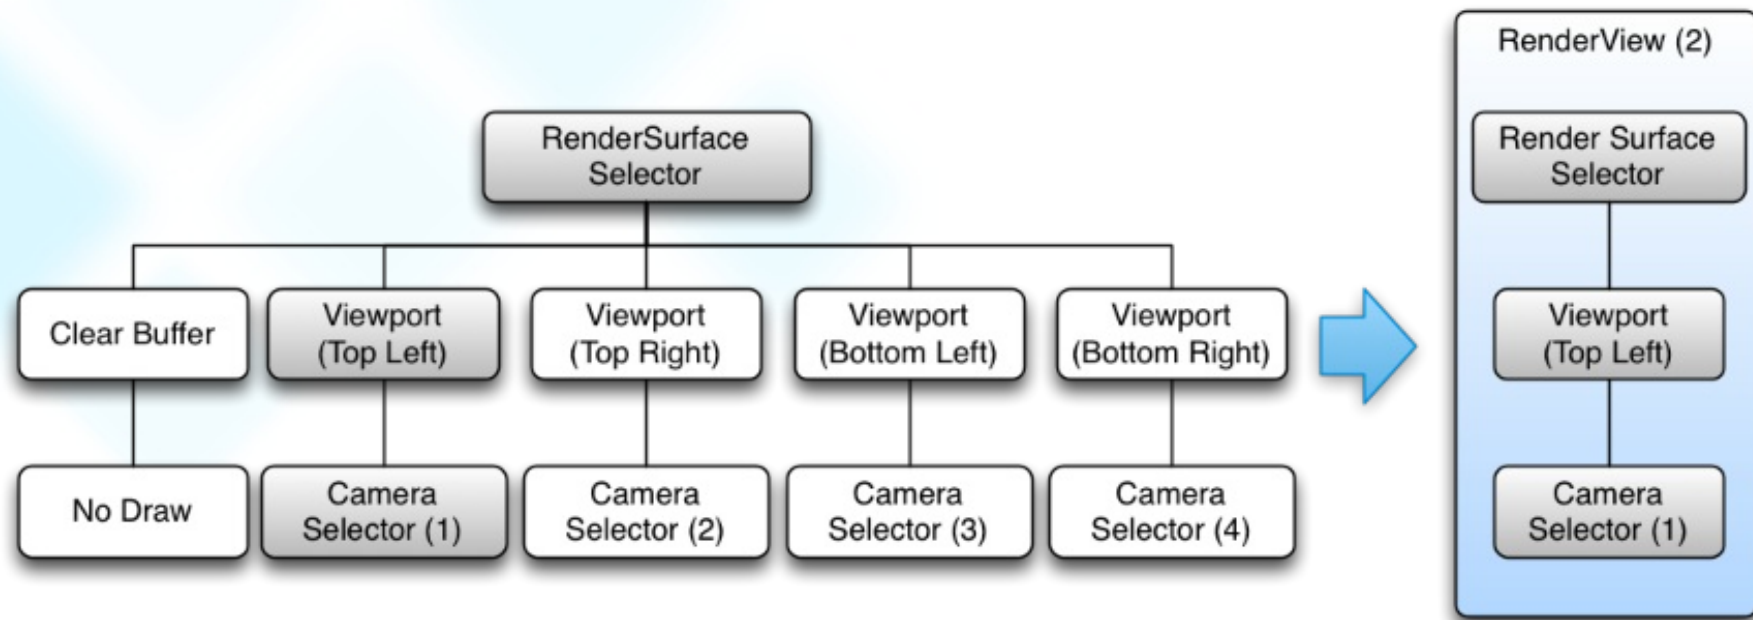 RenderSurface
Selector
Clear Buffer
Viewport
(Top Left)
Viewport
(Top Right)
Viewport
(Bottom Left)
Viewport
(Bottom Right)
No Draw
Camera
Selector (1)
Camera
Selector (2)
Camera
Selector (3)
Camera
Selector (4)
RenderView (2)
Render Surface
Selector
Viewport
(Top Left)
Camera
Selector (1)